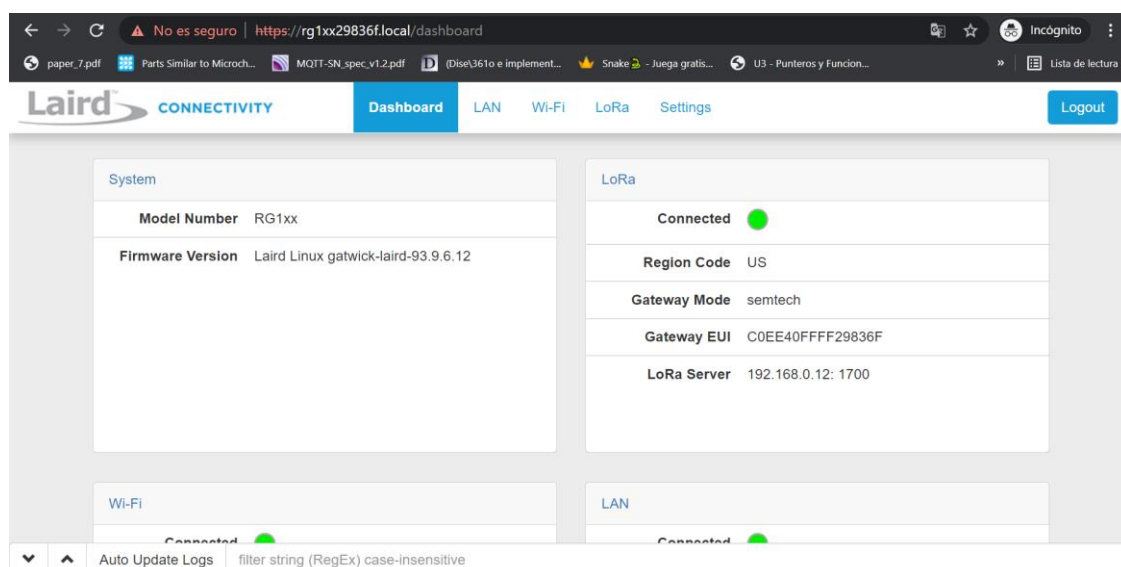 No es seguro | https://rg1xx29836f.local/dashboard Incógnito
paper_7.pdf Parts Similar to Microch... MQTT-SN_spec_v1.2.pdf (Dise\361o e implement... Snake - Juega gratis... U3 - Punteros y Funcion... » Lista de lectura
Laird CONNECTIVITY Dashboard LAN Wi-Fi LoRa Settings Logout
System
Model Number RG1xx
Firmware Version Laird Linux gatwick-laird-93.9.6.12
LoRa
Connected
Region Code US
Gateway Mode semtech
Gateway EUI C0EE40FFFF29836F
LoRa Server 192.168.0.12: 1700
Wi-Fi
Connected
LAN
Connected
Auto Update Logs filter string (RegEx) case-insensitive